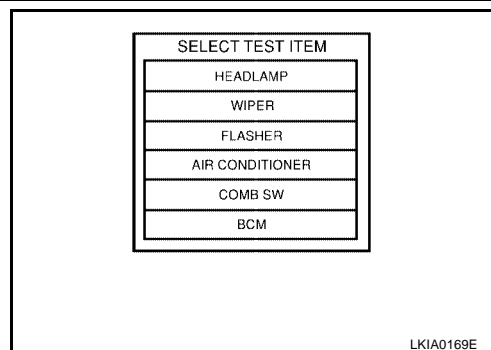 SELECT TEST ITEM
HEADLAMP
WIPER
FLASHER
AIR CONDITIONER
COMB SW
BCM
LKIA0169E